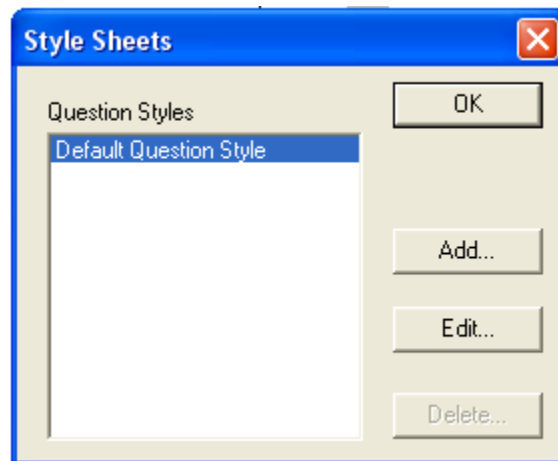 Style Sheets
Question Styles
OK
Default Question Style
Add...
Edit...
Delete...